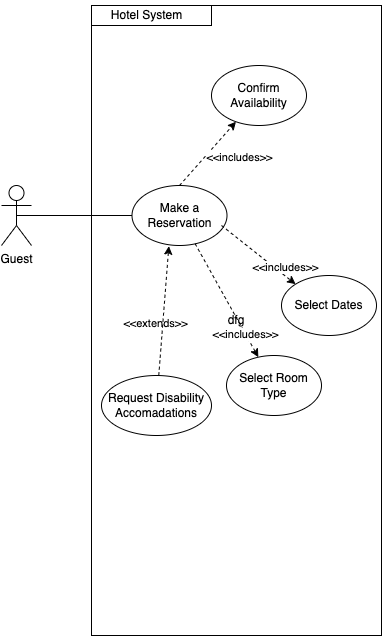 Hotel System
Confirm
Availability
<<includes>>
Make a
Reservation
Guest
<<includes>>
Select Dates
dfg
<<includes>>
<<extends>>
Select Room
Type
Request Disability
Accomadations